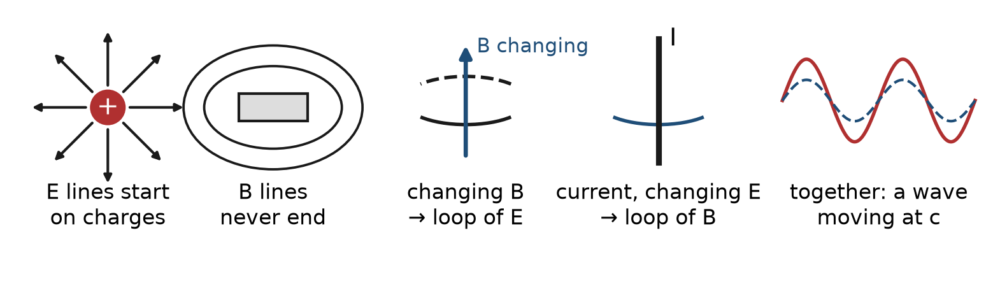 I
B changing
+
E lines start
on charges
B lines
never end
changing B
→ loop of E
current, changing E
→ loop of B
together: a wave
moving at c